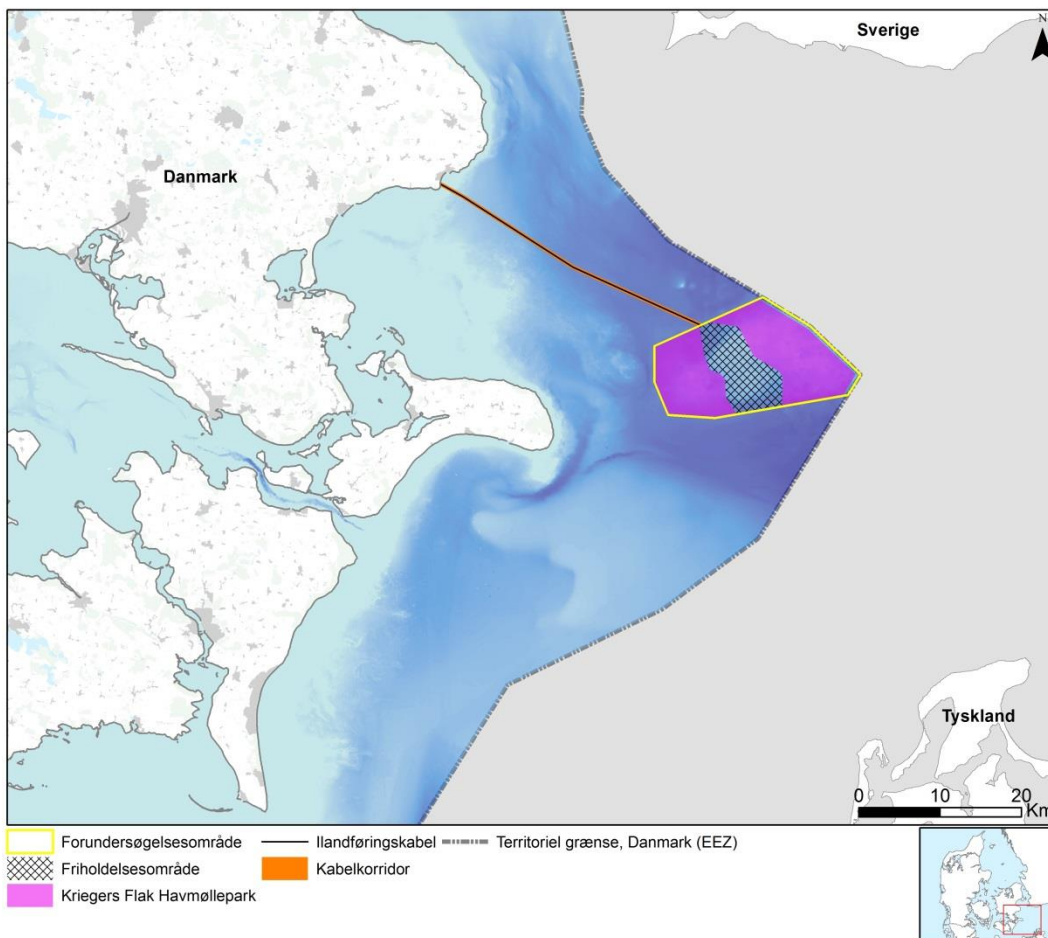 Sverige
N
Danmark
Tyskland
0 10 20
Km
Forundersøgelsesområde
Ilandføringskabel
Territoriel grænse, Danmark (EEZ)
Friholdelsesområde
Kabelkorridor
Kriegers Flak Havmøllepark